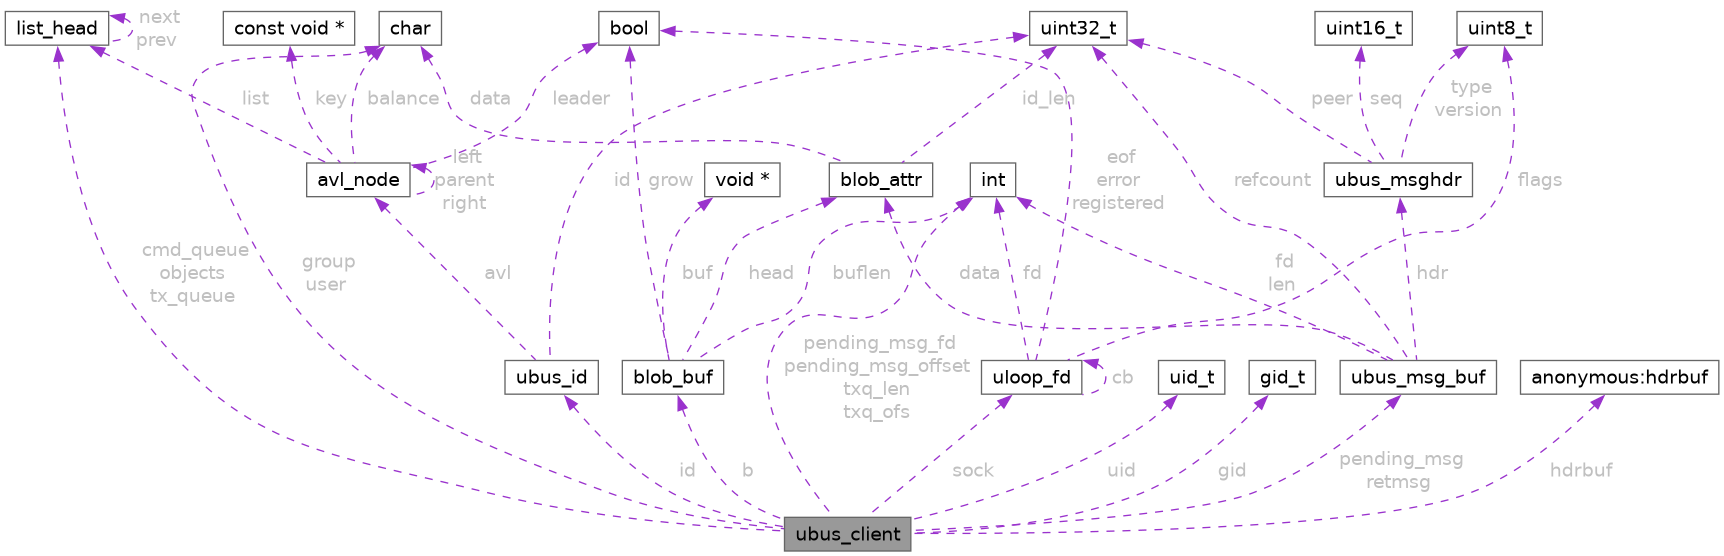 list_head
next
prev
const void *
char
bool
uint32_t
uint16_t
uint8_t
list
key
balance
data
leader
id_len
peer
seq
type
version
avl_node
left
parent
right
id
grow
void *
blob_attr
int
eof
error
registered
refcount
ubus_msghdr
flags
cmd_queue
objects
tx_queue
group
user
avl
buf
head
buflen
data
fd
fd
len
hdr
ubus_id
blob_buf
pending_msg_fd
pending_msg_offset
txq_len
txq_ofs
uloop_fd
cb
uid_t
gid_t
ubus_msg_buf
anonymous:hdrbuf
id
b
sock
uid
gid
pending_msg
retmsg
hdrbuf
ubus_client